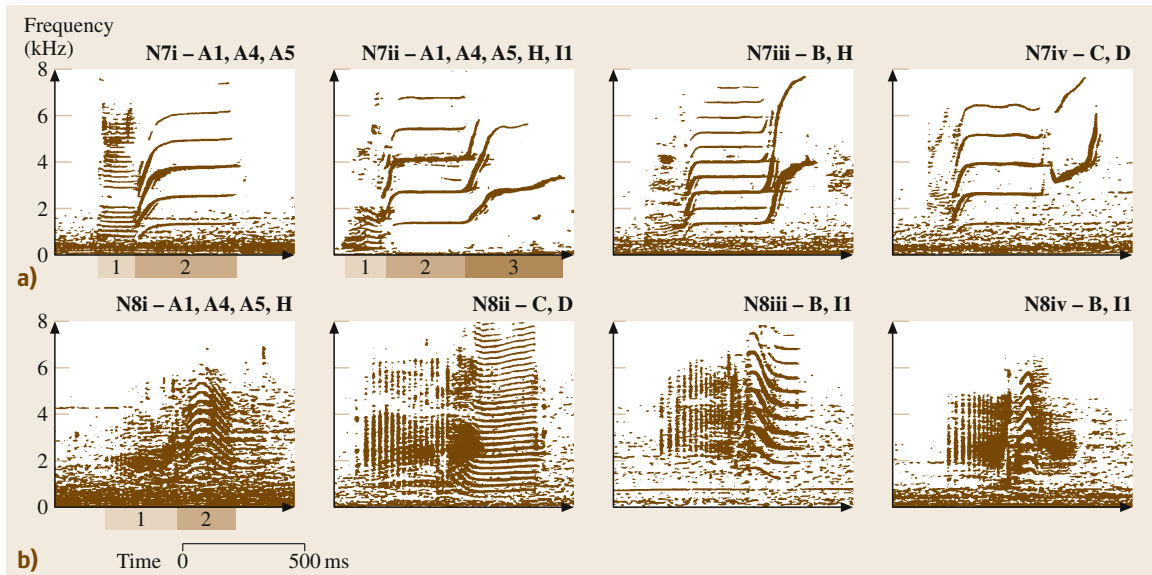 Frequency
(kHz)
N7i – A1, A4, A5
N7ii – A1, A4, A5, H, I1
N7iii – B, H
N7iv – C, D
8
6
4
2
0
1
2
1
2
3
a)
N8i – A1, A4, A5, H
N8ii – C, D
N8iii – B, I1
N8iv – B, I1
8
6
4
2
0
1
2
b)
Time 0 500 ms